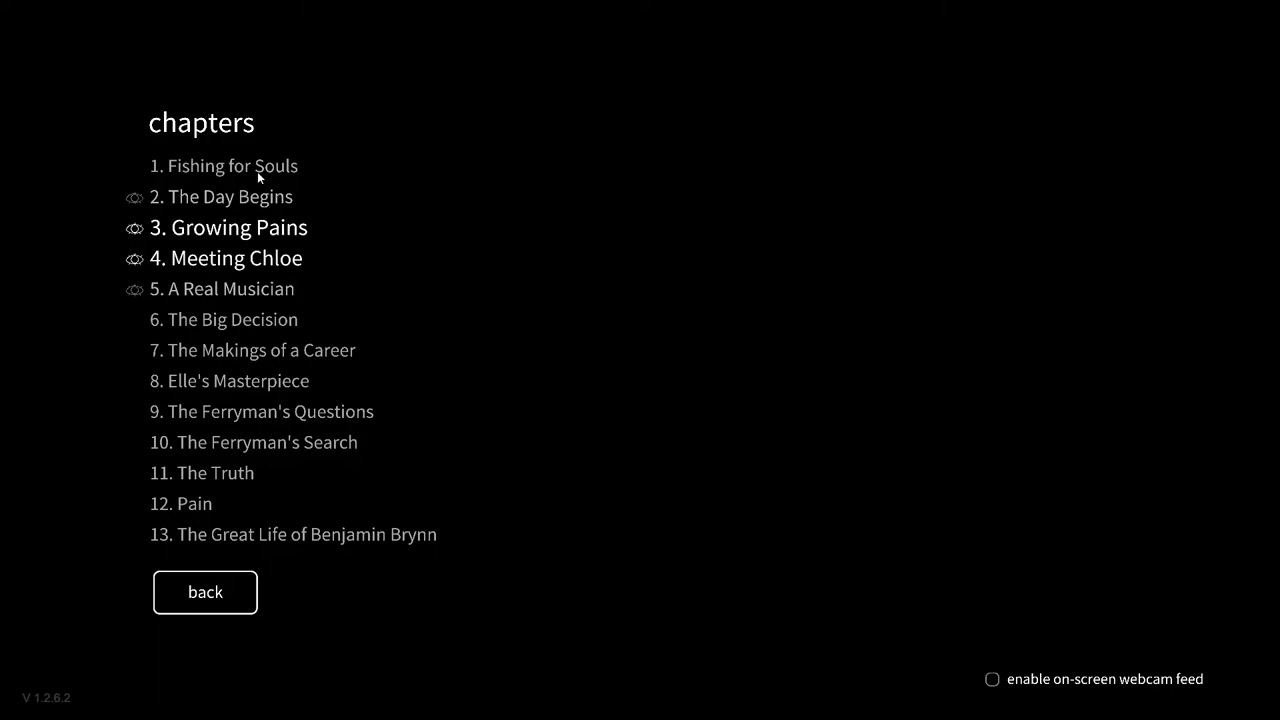 chapters
1. Fishing for Souls
2. The Day Begins
3. Growing Pains
4. Meeting Chloe
5. A Real Musician
6. The Big Decision
7. The Makings of a Career
8. Elle's Masterpiece
9. The Ferryman's Questions
10. The Ferryman's Search
11. The Truth
12. Pain
13. The Great Life of Benjamin Brynn
back
enable on-screen webcam feed
V 1.2.6.2